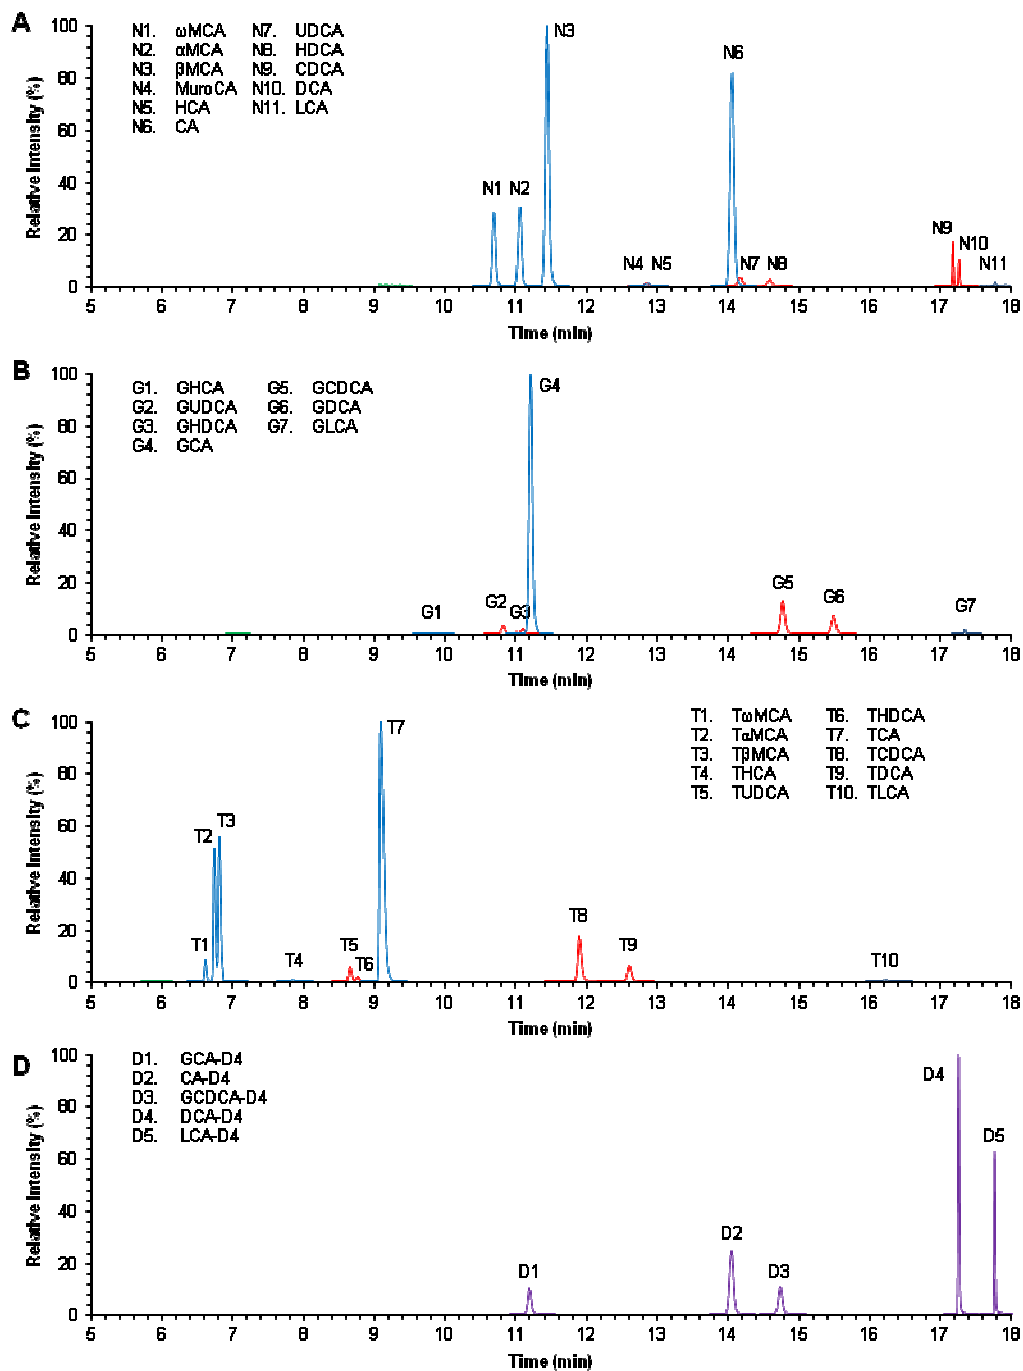 A
Relative Intensity (%)
100
80
60
40
20
0
N1. ωMCA N7. UDCA
N2. αMCA N8. HDCA
N3. βMCA N9. CDCA
N4. MuroCA N10. DCA
N5. HCA N11. LCA
N6. CA
N1 N2 N3 N4 N5 N6 N7 N8 N9 N10 N11
5 6 7 8 9 10 11 12 13 14 15 16 17 18
Time (min)
B
Relative Intensity (%)
100
80
60
40
20
0
G1. GHCA G5. GCDCA
G2. GUDCA G6. GDCA
G3. GHDCA G7. GLCA
G4. GCA
G1 G2 G3 G4 G5 G6 G7
5 6 7 8 9 10 11 12 13 14 15 16 17 18
Time (min)
C
Relative Intensity (%)
100
80
60
40
20
0
T1. TωMCA T6. THDCA
T2. TαMCA T7. TCA
T3. TβMCA T8. TCDCA
T4. THCA T9. TDCA
T5. TUDCA T10. TLCA
T1 T2 T3 T4 T5 T6 T7 T8 T9 T10
5 6 7 8 9 10 11 12 13 14 15 16 17 18
Time (min)
D
Relative Intensity (%)
100
80
60
40
20
0
D1. GCA-D4
D2. CA-D4
D3. GCDCA-D4
D4. DCA-D4
D5. LCA-D4
D1 D2 D3 D4 D5
5 6 7 8 9 10 11 12 13 14 15 16 17 18
Time (min)